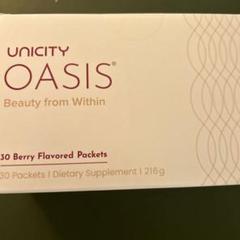 UNICITY
OASIS®
Beauty from Within
30 Berry Flavored Packets
30 Packets | Dietary Supplement | 216g